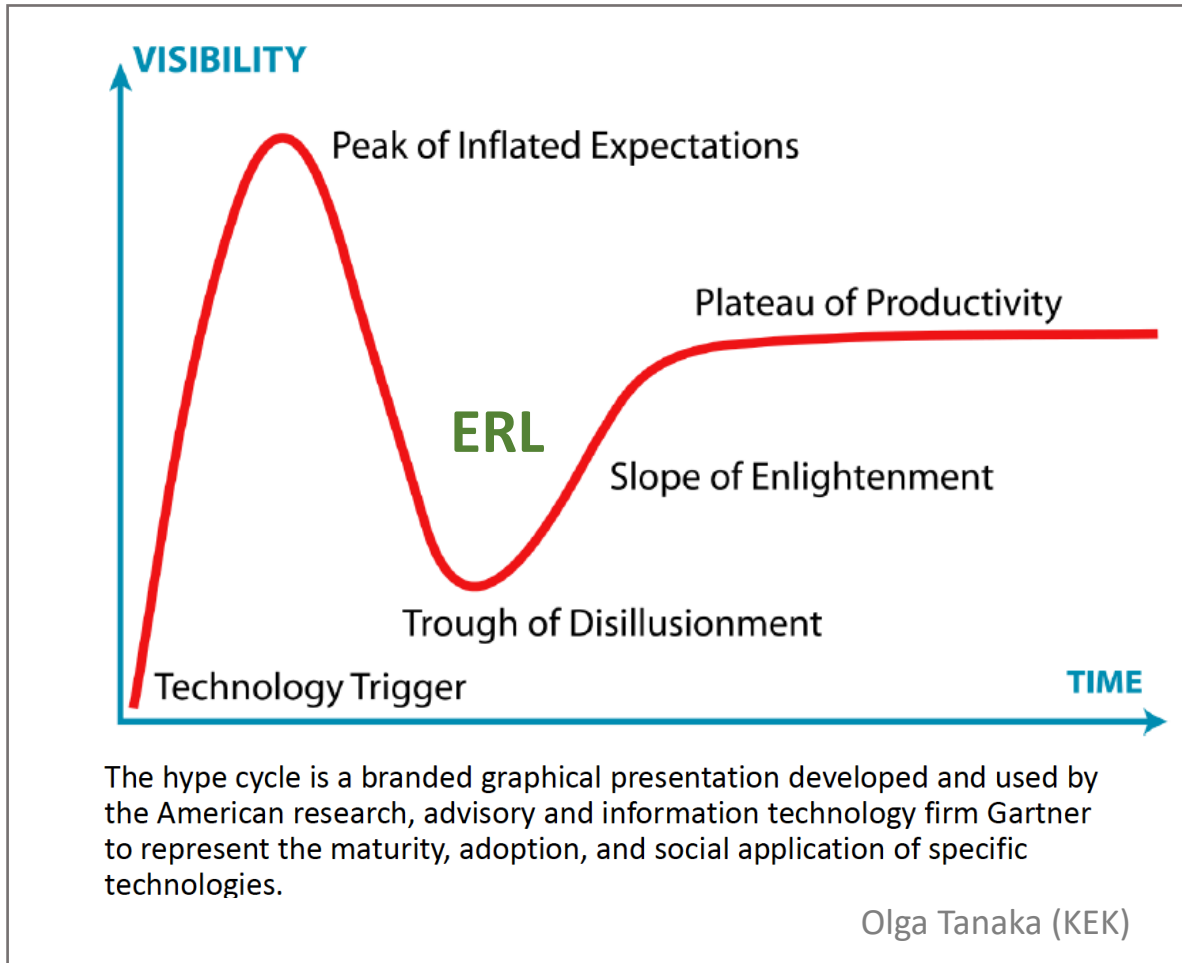 VISIBILITY
Peak of Inflated Expectations
Plateau of Productivity
ERL
Slope of Enlightenment
Trough of Disillusionment
Technology Trigger
TIME
The hype cycle is a branded graphical presentation developed and used by
the American research, advisory and information technology firm Gartner
to represent the maturity, adoption, and social application of specific
technologies.
Olga Tanaka (KEK)